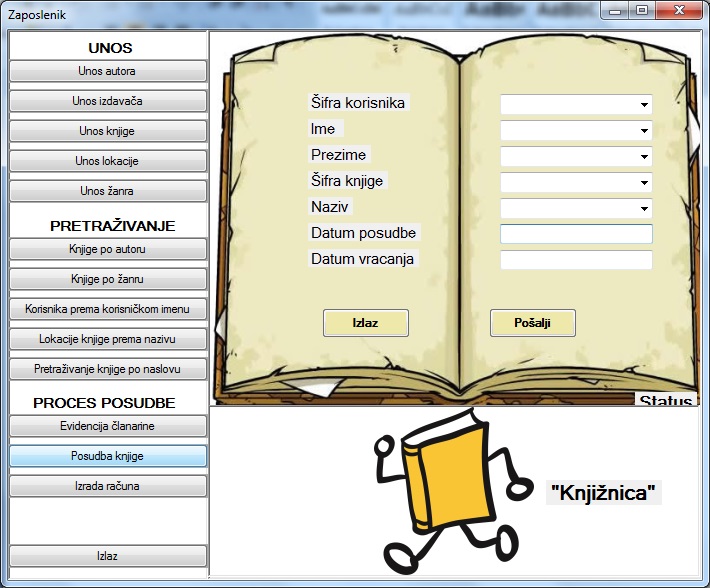 Zaposlenik
UNOS
Unos autora
Unos izdavača
Unos knjige
Unos lokacije
Unos žanra
PRETRAŽIVANJE
Knjige po autoru
Knjige po žanru
Korisnika prema korisničkom imenu
Lokacije knjige prema nazivu
Pretraživanje knjige po naslovu
PROCES POSUDBE
Evidencija članarine
Posudba knjige
Izrada računa
Izlaz
Šifra korisnika
Ime
Prezime
Šifra knjige
Naziv
Datum posudbe
Datum vracanja
Izlaz
Pošalji
Status
"Knjižnica"